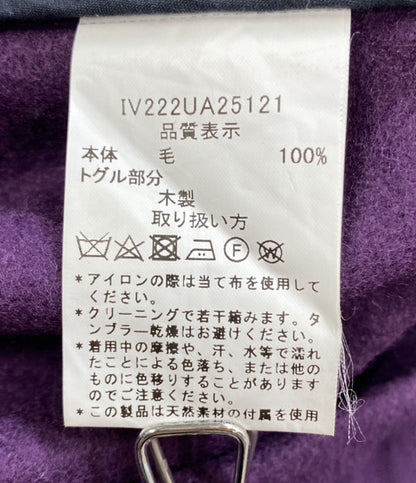 IV222UA25121
品質表示
本体 毛 100%
トグル部分
木製
取り扱い方
F W
*アイロンの際は当て布を使用して
ください。
*クリーニングで若干縮みます。タ
ンブラー乾燥はお避けください。
*着用中の摩擦や、汗、水等で濡れ
たことによる色落ち、または他の
ものに色移りすることがあります
のでご注意ください。
*この製品は天然素材の付属を使用